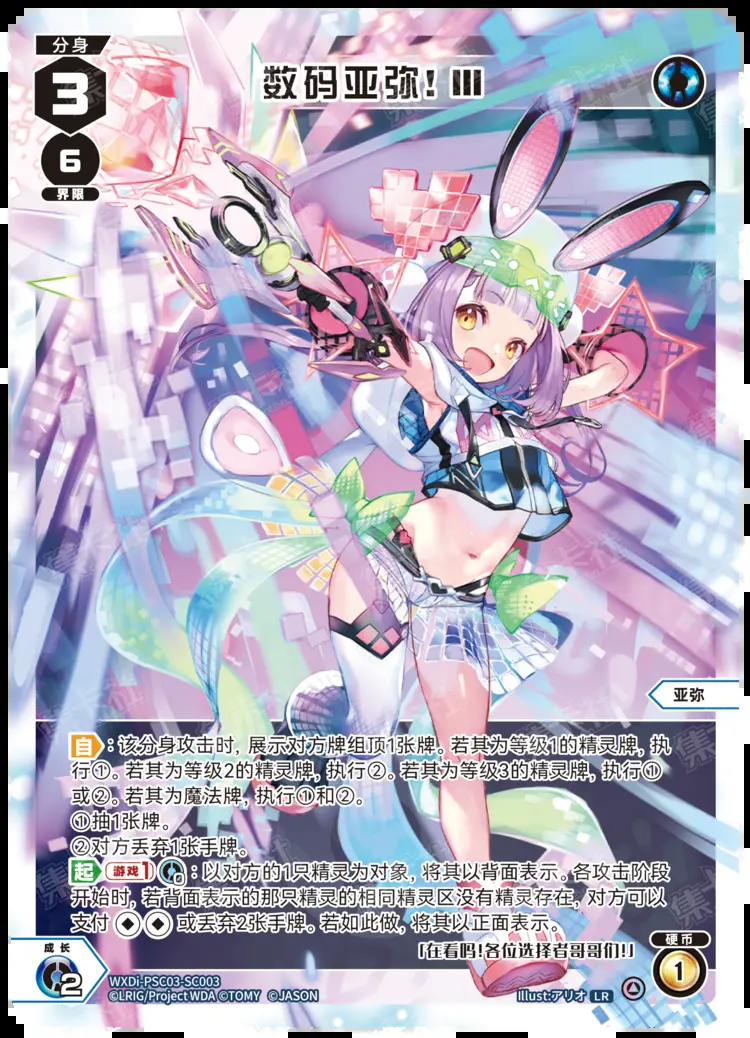 分身
3
数码亚弥! III
6
界限
亚弥
自:该分身攻击时, 展示对方牌组顶1张牌。若其为等级1的精灵牌, 执
行①。若其为等级2的精灵牌, 执行②。若其为等级3的精灵牌, 执行①
或②。若其为魔法牌, 执行①和②。
①抽1张牌。
②对方丢弃1张手牌。
起 游戏1 0:以对方的1只精灵为对象, 将其以背面表示。各攻击阶段
开始时, 若背面表示的那只精灵的相同精灵区没有精灵存在, 对方可以
支付 或丢弃2张手牌。若如此做, 将其以正面表示。
「在看吗!各位选择者哥哥们!」
成长
2
硬币
1
WXDi-PSC03-SC003
©LRIG/Project WDA ©TOMY ©JASON
Illust:アリオ LR
集卡社